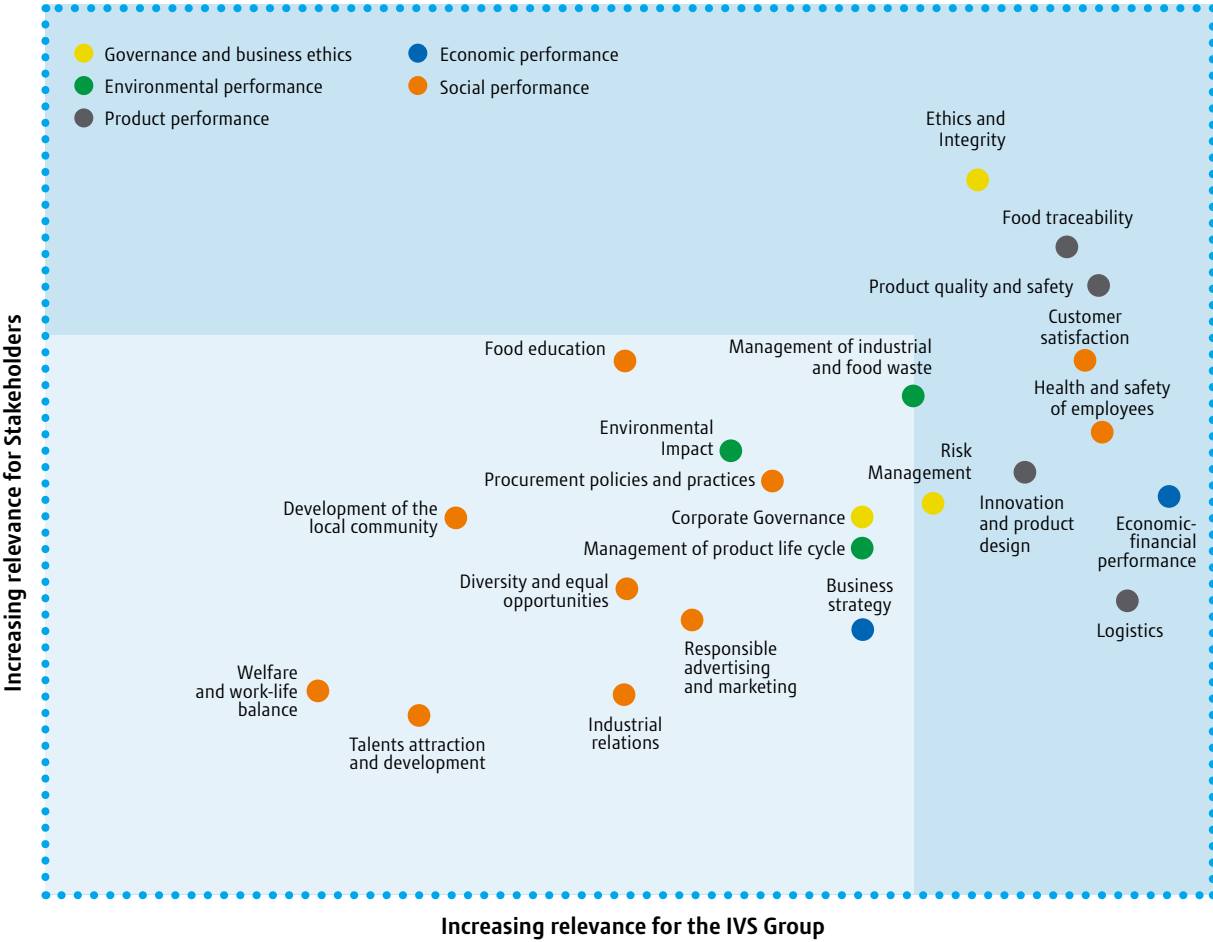 Governance and business ethics
Environmental performance
Product performance
Economic performance
Social performance
Ethics and
Integrity
Food traceability
Product quality and safety
Customer
satisfaction
Food education
Management of industrial
and food waste
Health and safety
of employees
Environmental
Impact
Risk
Management
Procurement policies and practices
Innovation
and product
design
Development of the
local community
Corporate Governance
Economic-
financial
performance
Management of product life cycle
Diversity and equal
opportunities
Business
strategy
Logistics
Responsible
advertising
and marketing
Welfare
and work-life
balance
Industrial
relations
Talents attraction
and development
Increasing relevance for Stakeholders
Increasing relevance for the IVS Group